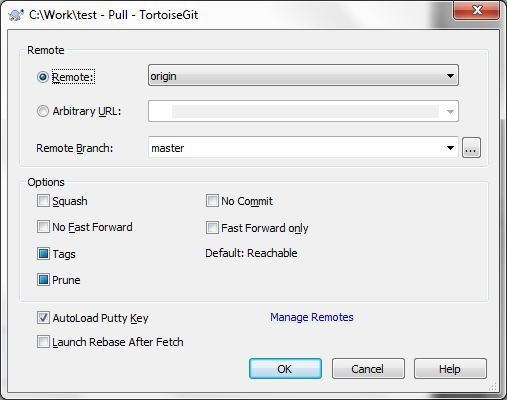 C:\Work\test - Pull - TortoiseGit
Remote
Remote: origin
Arbitrary URL:
Remote Branch: master ...
Options
Squash No Commit
No Fast Forward Fast Forward only
Tags Default: Reachable
Prune
AutoLoad Putty Key Manage Remotes
Launch Rebase After Fetch
OK Cancel Help